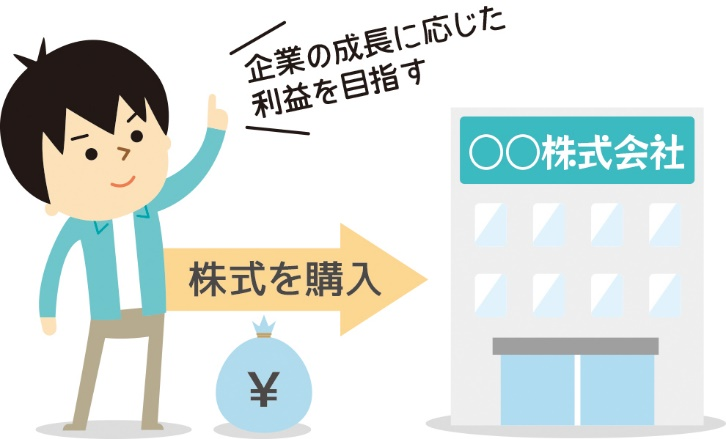 企業の成長に応じた
利益を目指す
〇〇株式会社
株式を購入
¥